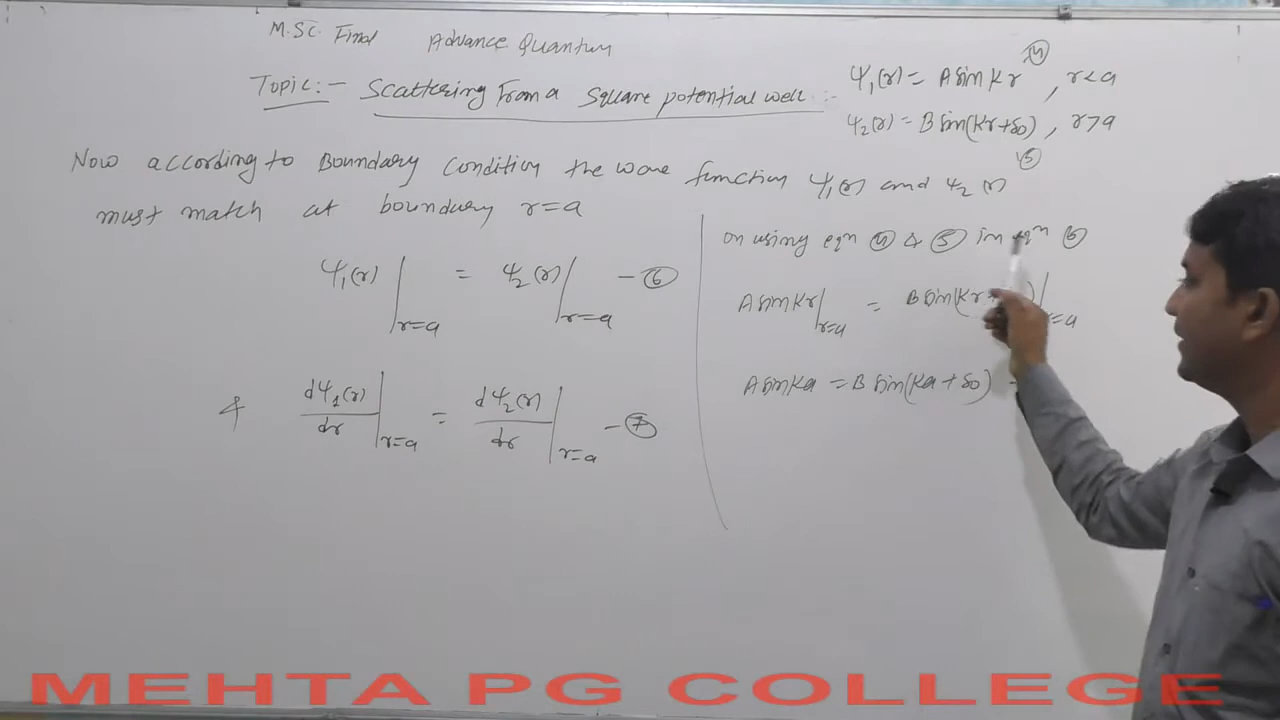 M.SC. Final Advance Quantum
Topic:- Scattering From a Square potential well :-
ψ₁(r) = A sin Kr ④ , r<a
ψ₂(r) = B sin(Kr+δ0) , r>a
⑤
Now according to Boundary Condition the wave function ψ₁(r) and ψ₂(r)
must match at boundary r=a
ψ₁(r)|r=a = ψ₂(r)|r=a - ⑥
& dψ₁(r)/dr|r=a = dψ₂(r)/dr|r=a - ⑦
on using eqn ④ & ⑤ in eqn ⑥
A sin Kr|r=a = B sin(Kr )|r=a
A sin Ka = B sin(Ka+δ0) -
MEHTA PG COLLEGE